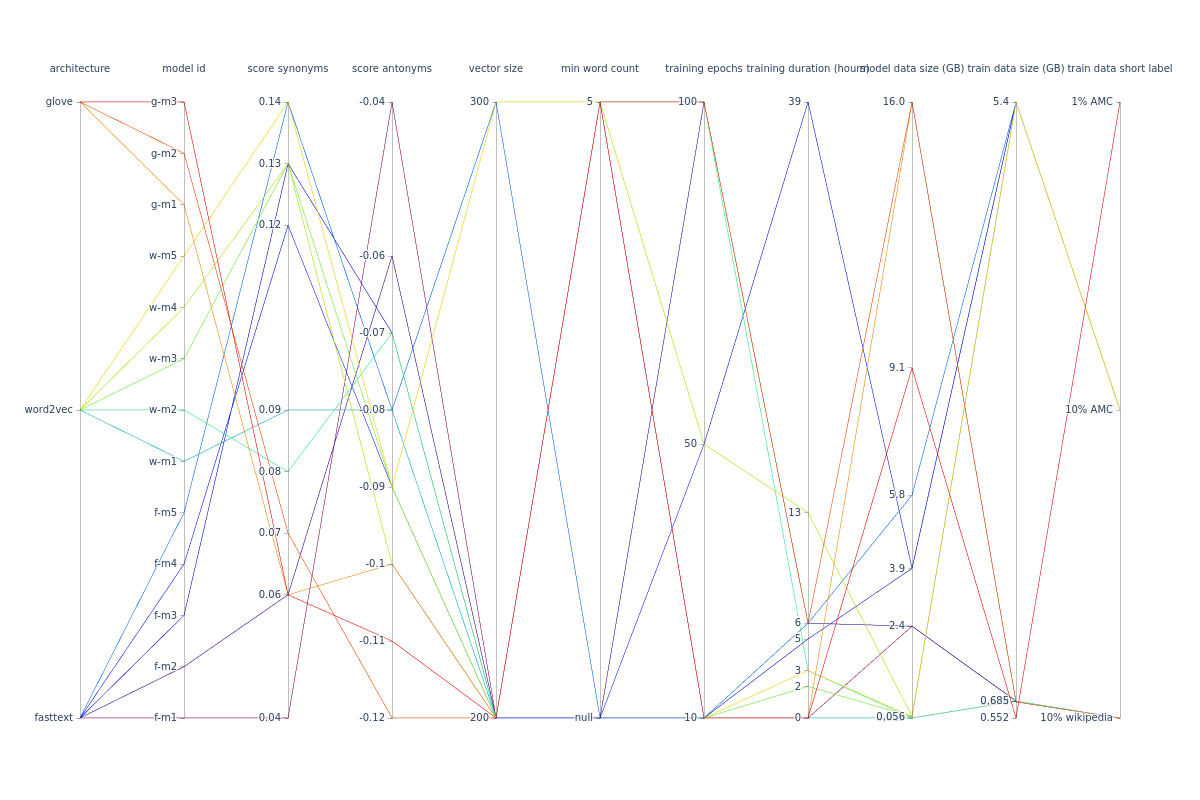 architecture
model id
score synonyms
score antonyms
vector size
min word count
training epochs
training duration (hours)
model data size (GB)
train data size (GB)
train data short label
glove
word2vec
fasttext
g-m3
g-m2
g-m1
w-m5
w-m4
w-m3
w-m2
w-m1
f-m5
f-m4
f-m3
f-m2
f-m1
0.14
0.13
0.12
0.09
0.08
0.07
0.06
0.04
-0.04
-0.06
-0.07
-0.08
-0.09
-0.1
-0.11
-0.12
300
200
5
null
100
50
10
39
13
6
5
3
2
0
16.0
9.1
5.8
3.9
2.4
0.056
5.4
0.685
0.552
1% AMC
10% AMC
10% wikipedia